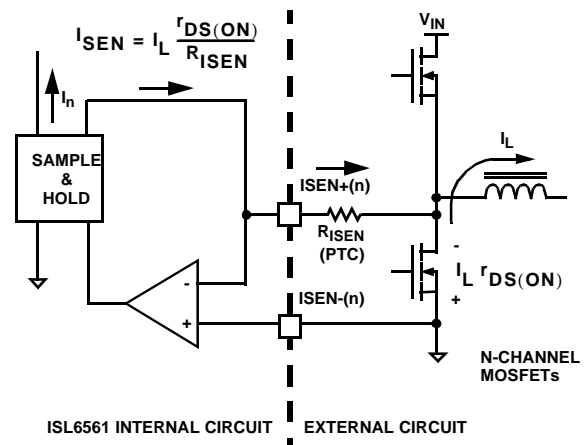 I_SEN = I_L r_DS(ON) / R_ISEN
V_IN
I_n
SAMPLE
&
HOLD
I_L
ISEN+(n)
R_ISEN
(PTC)
-
I_L r_DS(ON)
+
-
+
ISEN-(n)
N-CHANNEL
MOSFETs
ISL6561 INTERNAL CIRCUIT
EXTERNAL CIRCUIT